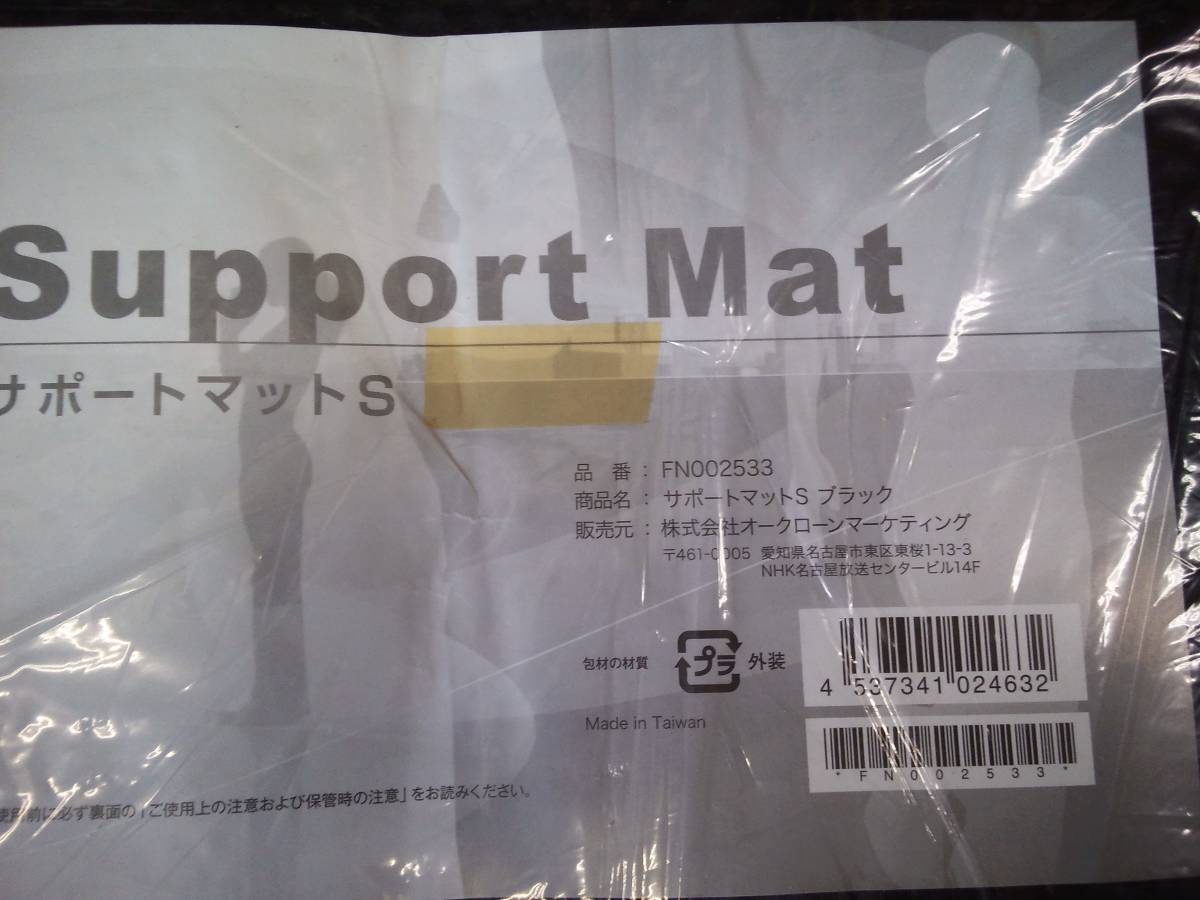 Support Mat
サポートマットS
品 番 : FN002533
商品名 : サポートマットS ブラック
販売元 : 株式会社オークローンマーケティング
〒461-0005 愛知県名古屋市東区東桜1-13-3
NHK名古屋放送センタービル14F
包材の材質 プラ 外装
4 537341 024632
Made in Taiwan
*FN002533*
使用前に必ず裏面の「ご使用上の注意および保管時の注意」をお読みください。